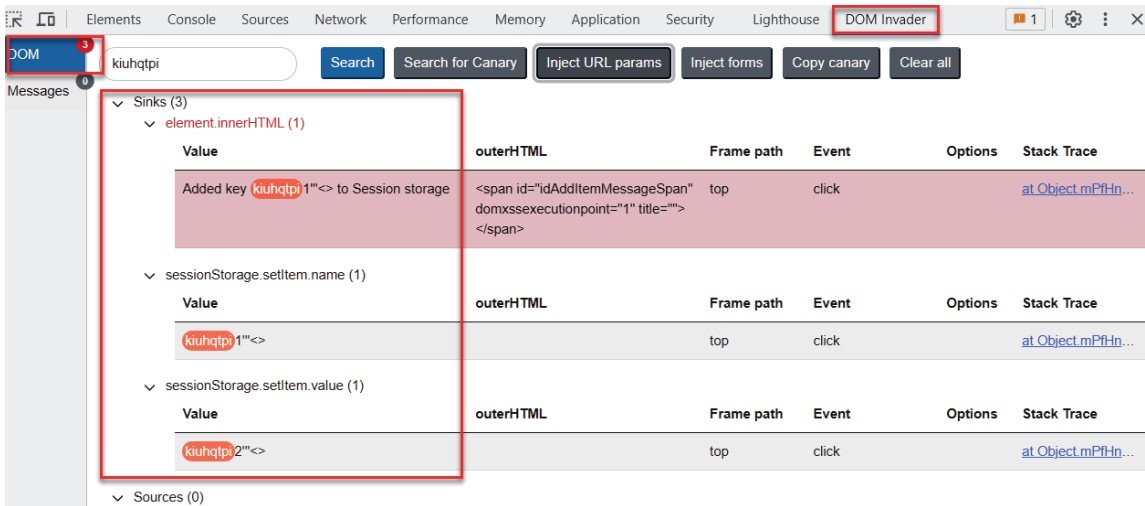 Elements Console Sources Network Performance Memory Application Security Lighthouse DOM Invader 1
DOM 3
kiuhqtpi Search Search for Canary Inject URL params Inject forms Copy canary Clear all
Messages 0
Sinks (3)
element.innerHTML (1)
Value outerHTML Frame path Event Options Stack Trace
Added key kiuhqtpi1'"<> to Session storage <span id="idAddItemMessageSpan" top click at Object.mPfHn...
domxssexecutionpoint="1" title="">
</span>
sessionStorage.setItem.name (1)
Value outerHTML Frame path Event Options Stack Trace
kiuhqtpi1'"<> top click at Object.mPfHn...
sessionStorage.setItem.value (1)
Value outerHTML Frame path Event Options Stack Trace
kiuhqtpi2'"<> top click at Object.mPfHn...
Sources (0)